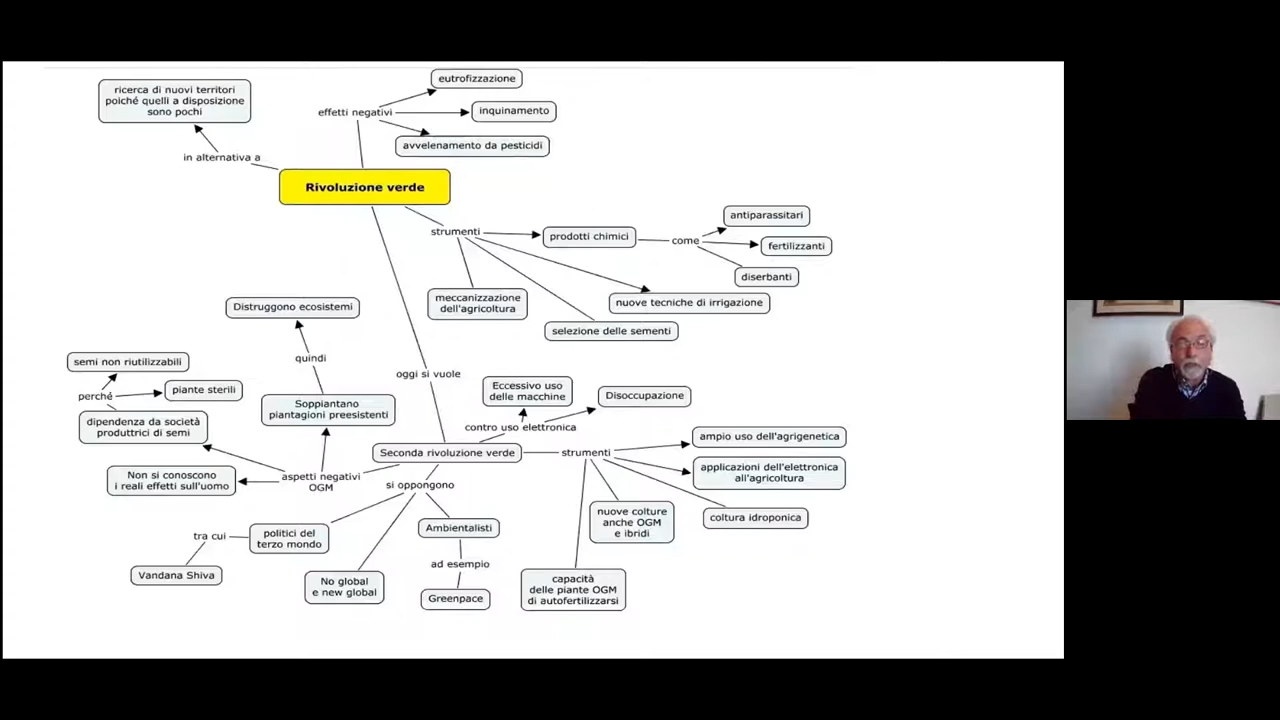 eutrofizzazione
ricerca di nuovi territori
poiché quelli a disposizione
sono pochi
effetti negativi
inquinamento
avvelenamento da pesticidi
in alternativa a
Rivoluzione verde
antiparassitari
strumenti
prodotti chimici
come
fertilizzanti
diserbanti
meccanizzazione
dell'agricoltura
nuove tecniche di irrigazione
selezione delle sementi
Distruggono ecosistemi
quindi
semi non riutilizzabili
oggi si vuole
perché
piante sterili
Eccessivo uso
delle macchine
Disoccupazione
Soppiantano
piantagioni preesistenti
dipendenza da società
produttrici di semi
contro uso elettronica
ampio uso dell'agrigenetica
Seconda rivoluzione verde
strumenti
applicazioni dell'elettronica
all'agricoltura
Non si conoscono
i reali effetti sull'uomo
aspetti negativi
OGM
si oppongono
nuove colture
anche OGM
e ibridi
coltura idroponica
tra cui
politici del
terzo mondo
Ambientalisti
ad esempio
Vandana Shiva
No global
e new global
Greenpace
capacità
delle piante OGM
di autofertilizzarsi